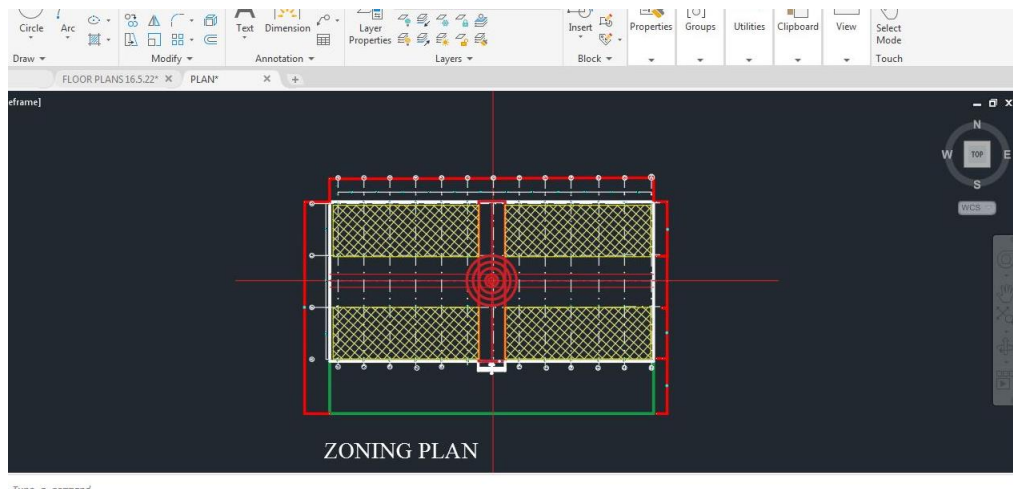 Circle Arc Text Dimension Layer Properties Insert Properties Groups Utilities Clipboard View Select Mode
Draw Modify Annotation Layers Block Touch
FLOOR PLANS 16.5.22* PLAN*
eframe]
N
W TOP E
S
WCS
ZONING PLAN